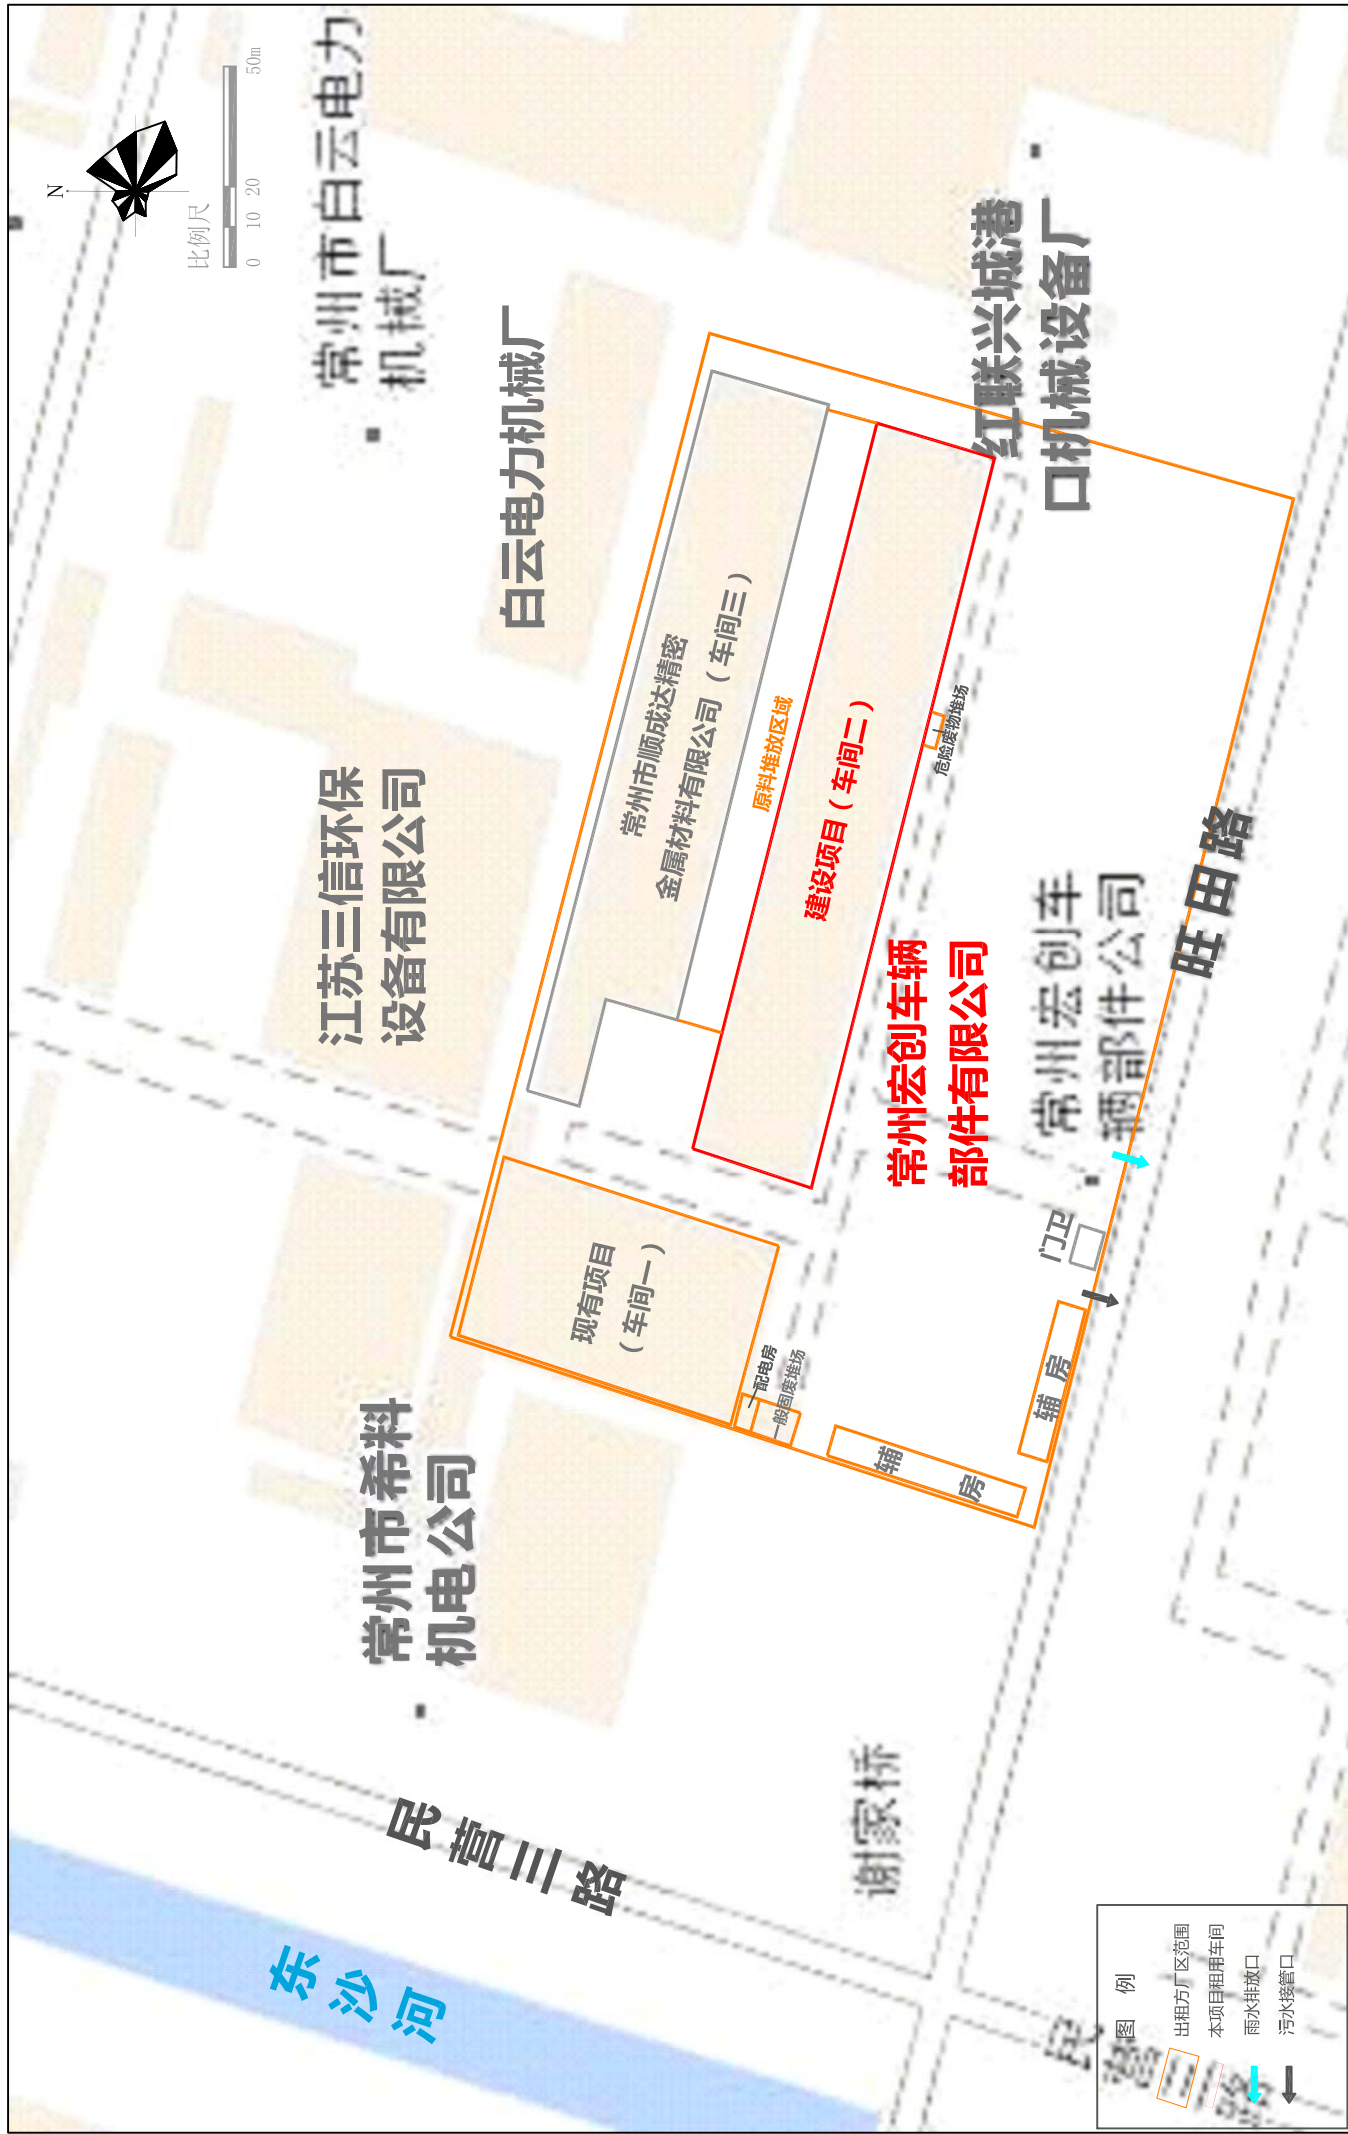 N
比例尺
0 10 20 50m
常州市白云电力
机械厂
白云电力机械厂
红联兴城港
口机械设备厂
江苏三信环保
设备有限公司
常州市顺成达精密
金属材料有限公司（车间三）
原料堆放区域
建设项目（车间二）
危险废物堆场
常州宏创车辆
部件有限公司
常州宏创车
辆部件公司
旺田路
门卫
现有项目
（车间一）
配电房
一般固废堆场
辅房
辅房
常州市希料
机电公司
民营三路
谢家桥
东沙河
民营三路
图例
出租方厂区范围
本项目租用车间
雨水排放口
污水接管口